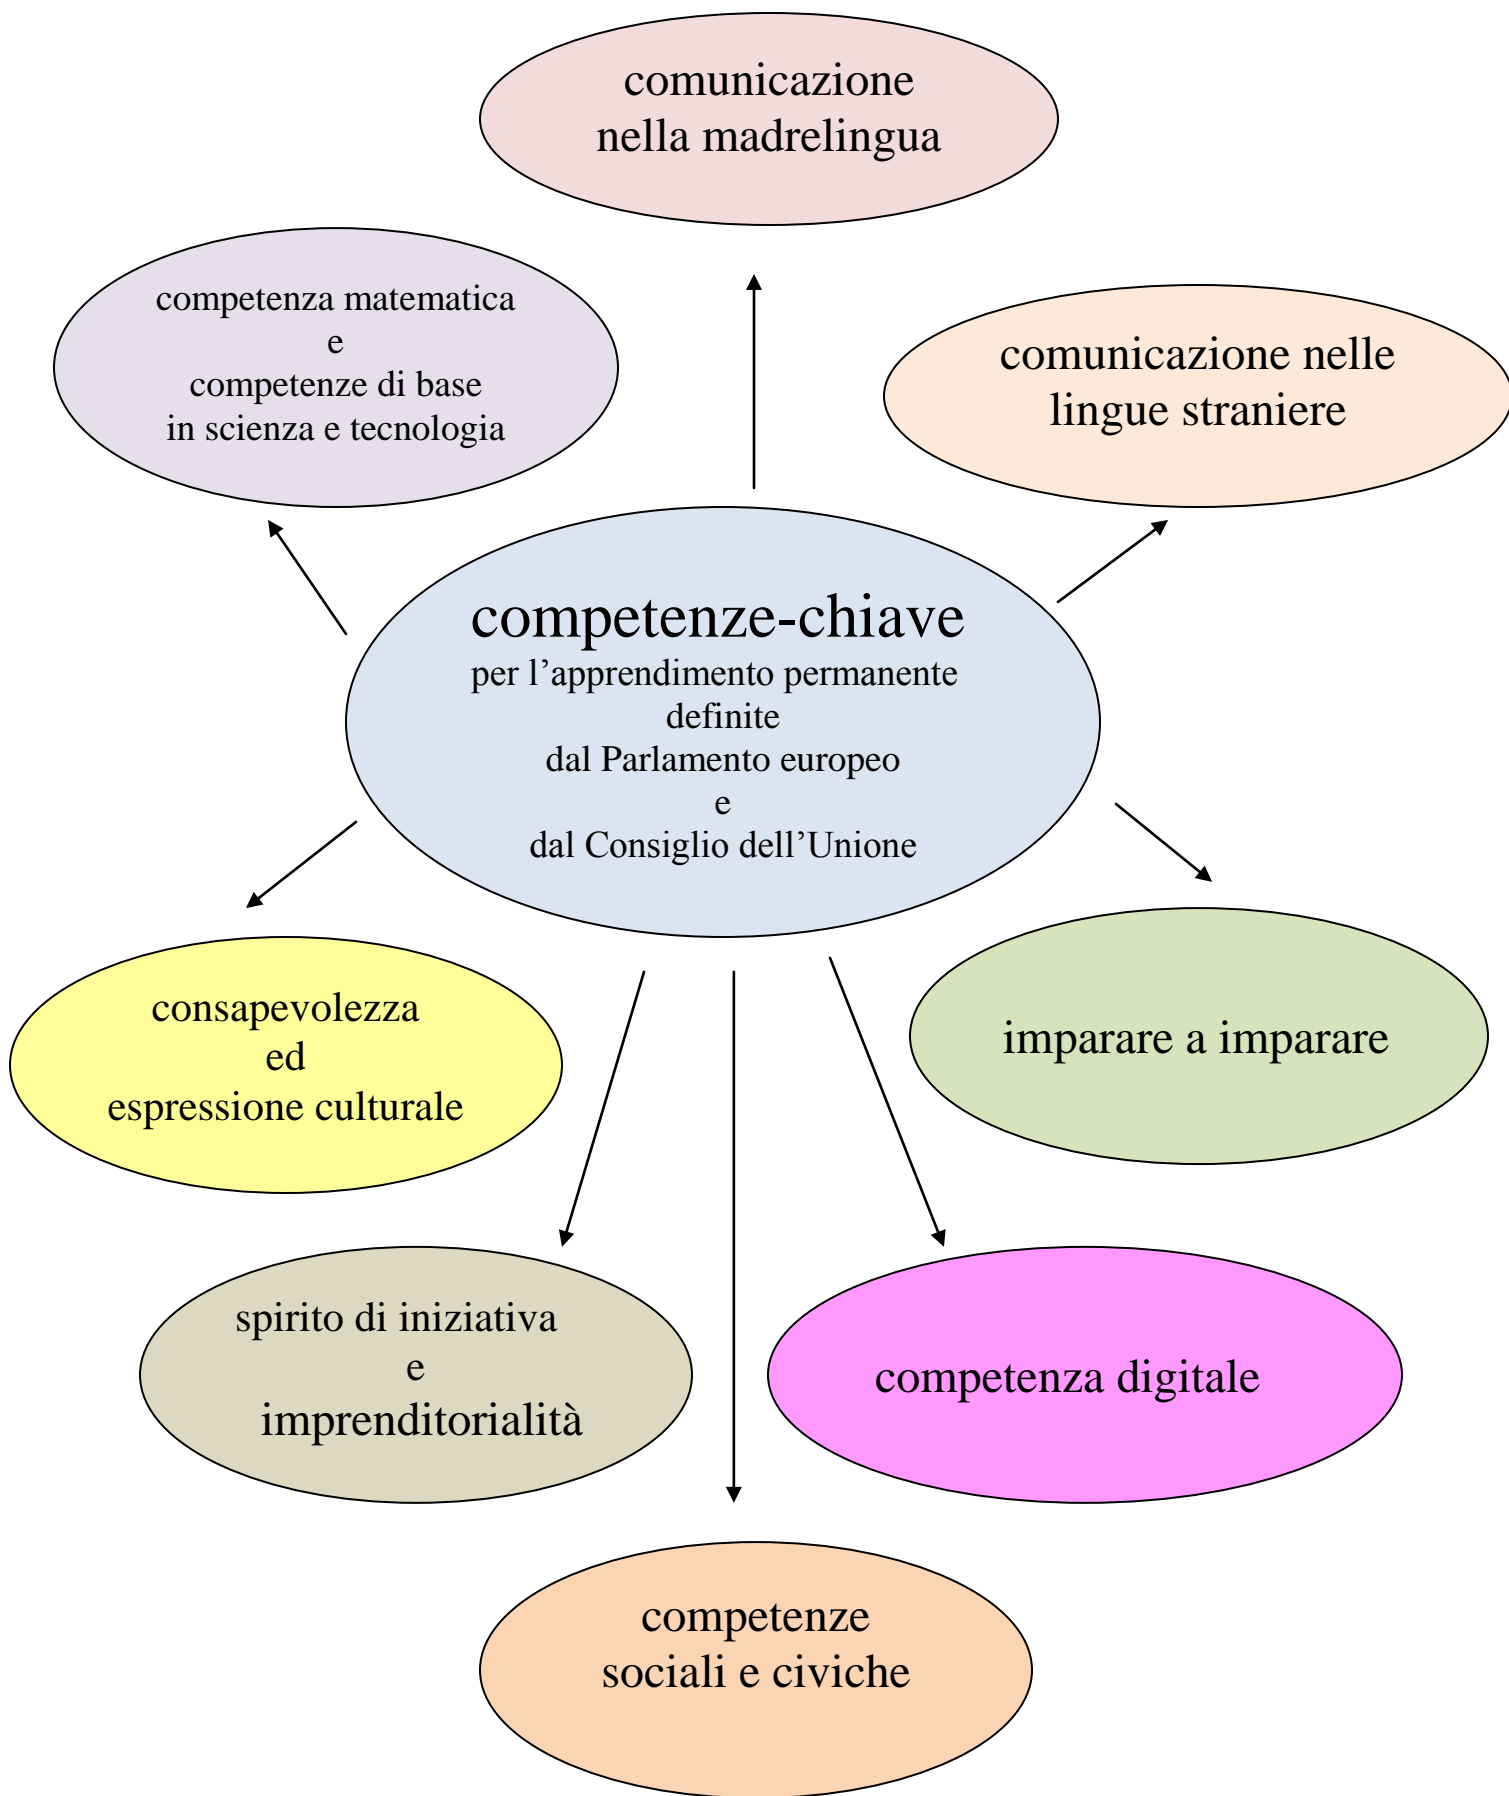 comunicazione
nella madrelingua
competenza matematica
e
competenze di base
in scienza e tecnologia
comunicazione nelle
lingue straniere
competenze-chiave
per l’apprendimento permanente
definite
dal Parlamento europeo
e
dal Consiglio dell’Unione
consapevolezza
ed
espressione culturale
imparare a imparare
spirito di iniziativa
e
imprenditorialità
competenza digitale
competenze
sociali e civiche